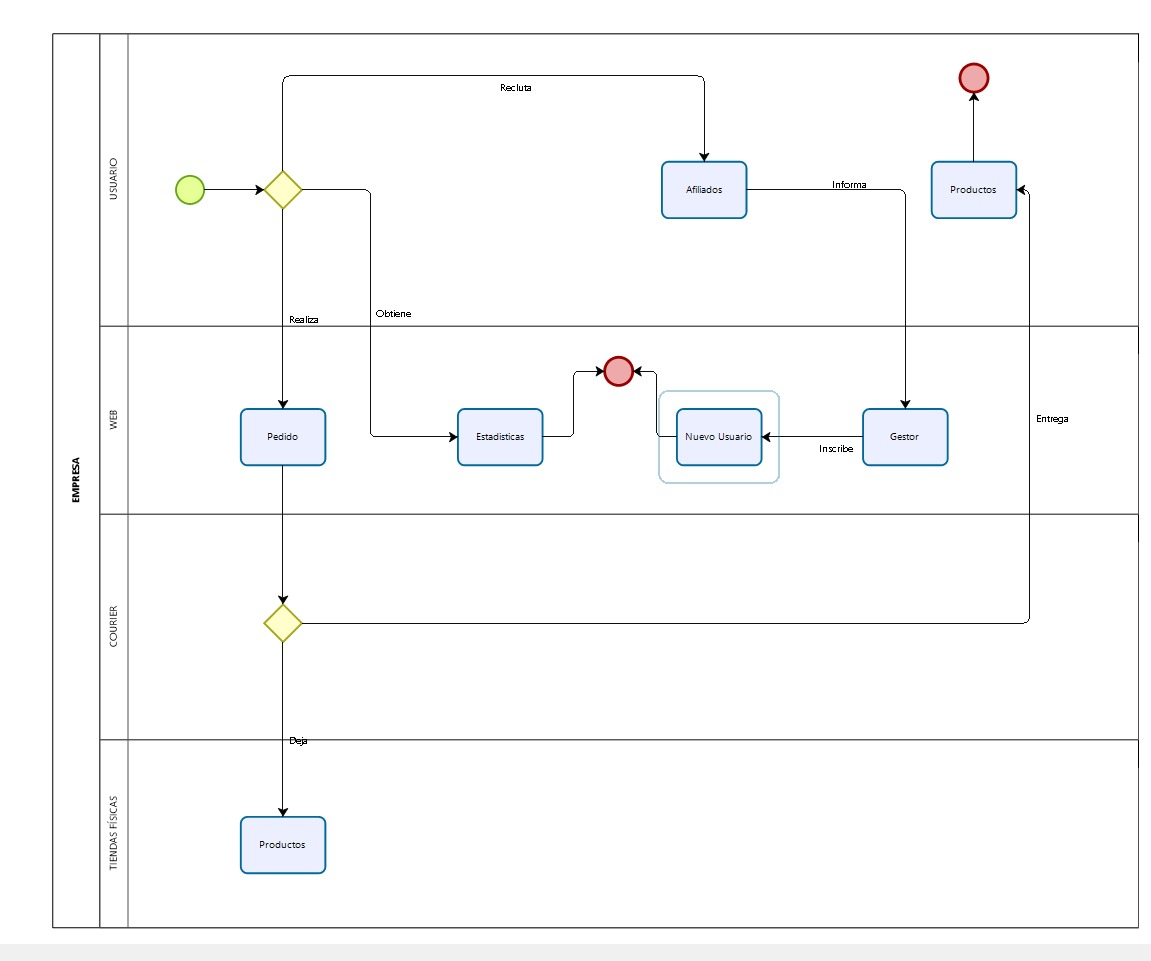 EMPRESA
USUARIO
Recluta
Afiliados
Informa
Productos
Realiza
Obtiene
WEB
Pedido
Estadisticas
Nuevo Usuario
Inscribe
Gestor
Entrega
COURIER
Deja
TIENDAS FÍSICAS
Productos